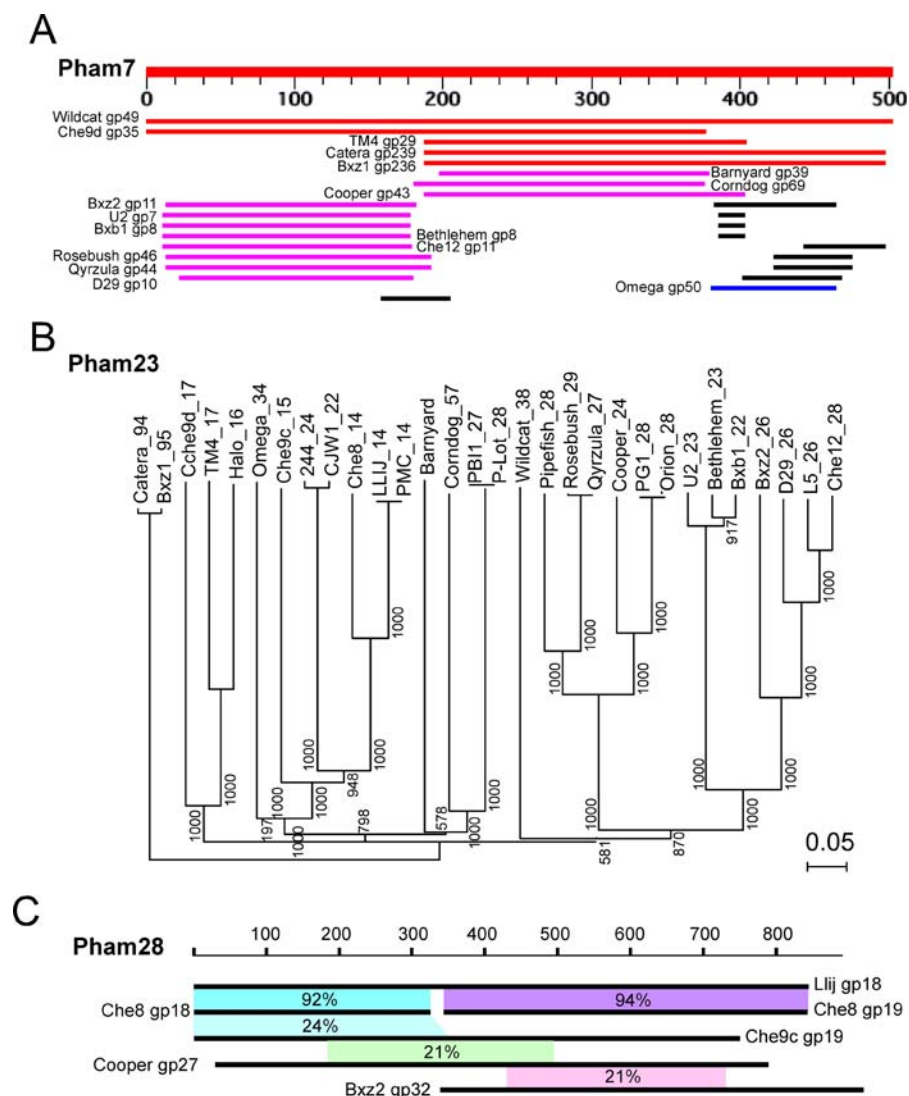 A
Pham7
0 100 200 300 400 500
Wildcat gp49
Che9d gp35
TM4 gp29
Catera gp239
Bxz1 gp236
Barnyard gp39
Corndog gp69
Cooper gp43
Bxz2 gp11
U2 gp7
Bxb1 gp8
Bethlehem gp8
Che12 gp11
Rosebush gp46
Qyrzula gp44
D29 gp10
Omega gp50
B
Pham23
Catera_94
Bxz1_95
Cche9d_17
TM4_17
Halo_16
Omega_34
Che9c_15
244_24
CJW1_22
Che8_14
LLIJ_14
PMC_14
Barnyard
Corndog_57
PBI1_27
P-Lot_28
Wildcat_38
Pipefish_28
Rosebush_29
Qyrzula_27
Cooper_24
PG1_28
Orion_28
U2_23
Bethlehem_23
Bxb1_22
Bxz2_26
D29_26
L5_26
Che12_28
917
1000
1000
1000
1000
1000
1000
1000
1000
1000
1000
1000
948
1000
1000
1000
1000
1000
1000
1000
197
1000
798
578
1000
581
870
1000
0.05
C
Pham28
100 200 300 400 500 600 700 800
Llij gp18
92% 94%
Che8 gp18 Che8 gp19
24%
Che9c gp19
21%
Cooper gp27
21%
Bxz2 gp32